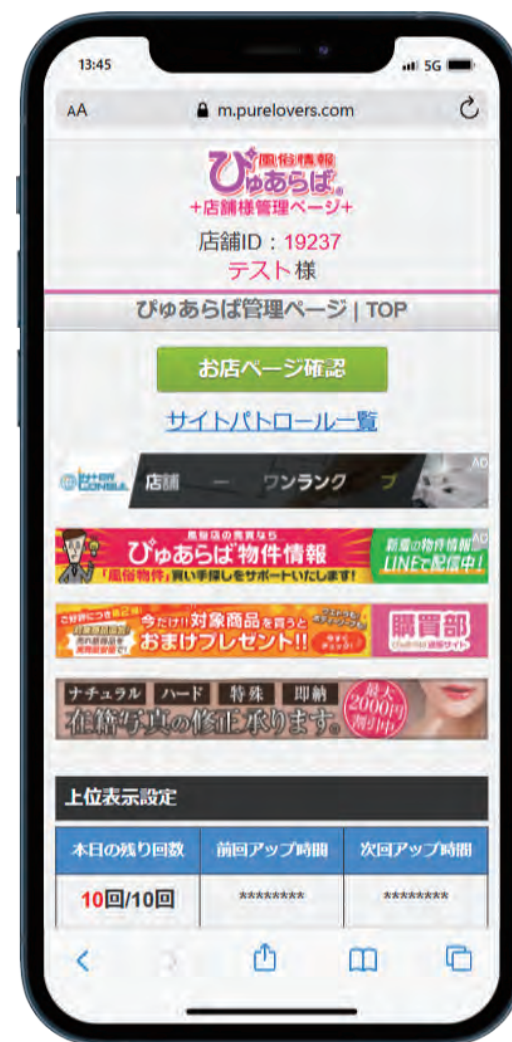 13:45
5G
AA
m.purelovers.com
風俗情報
ぴゅあらば®
+店舗様管理ページ+
店舗ID:19237
テスト様
ぴゅあらば管理ページ | TOP
お店ページ確認
サイトパトロール一覧
店舗 ー ワンランク プ
AD
風俗店の売買なら
ぴゅあらば物件情報
「風俗物件」買い手探しをサポートいたします!
新着の物件情報
LINEで配信中!
AD
今だけ!!対象商品を買うと
おまけプレゼント!!
購買部
ナチュラル ハード 特殊 即納
在籍写真の修正承ります。
最大
2000円
割引中
上位表示設定
本日の残り回数 前回アップ時間 次回アップ時間
10回/10回 ******** ********